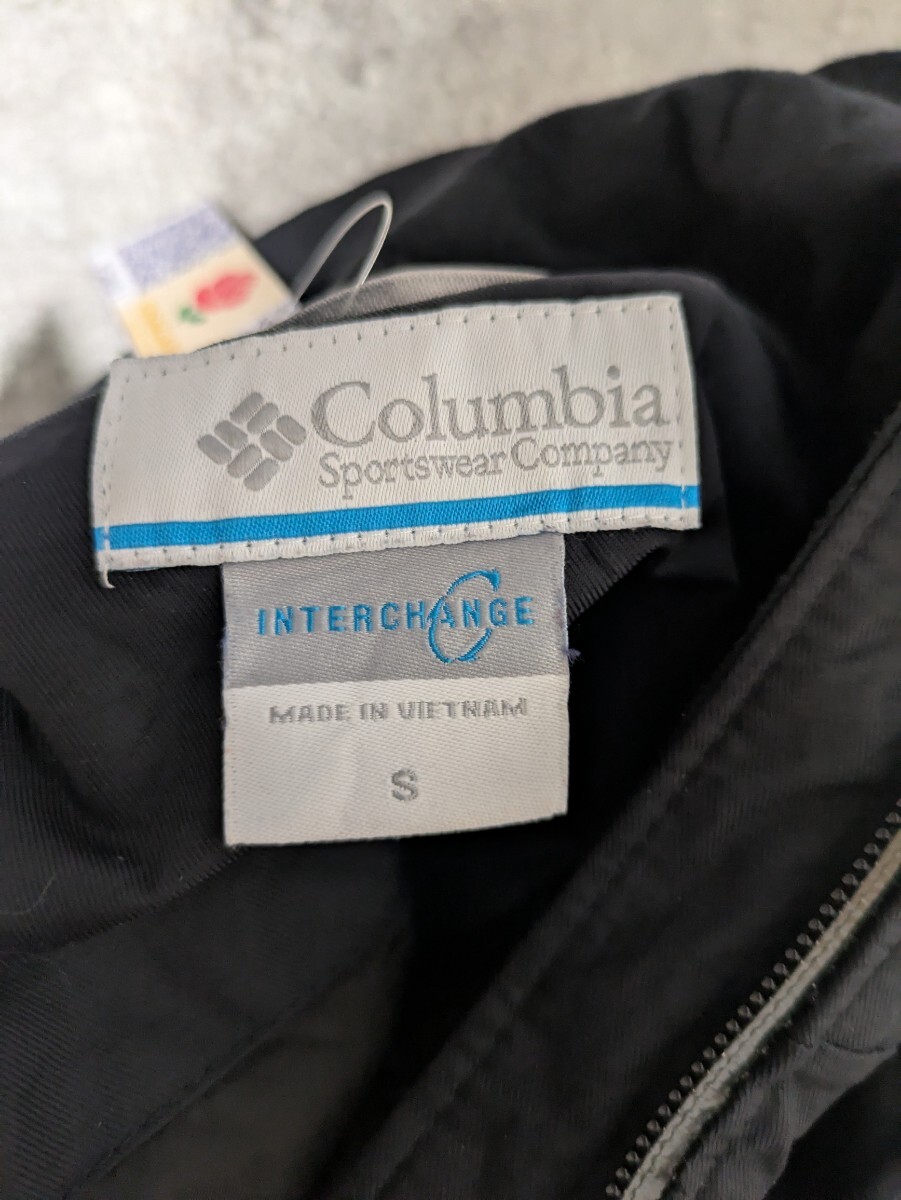 Columbia
Sportswear Company
INTERCHANGE
MADE IN VIETNAM
S